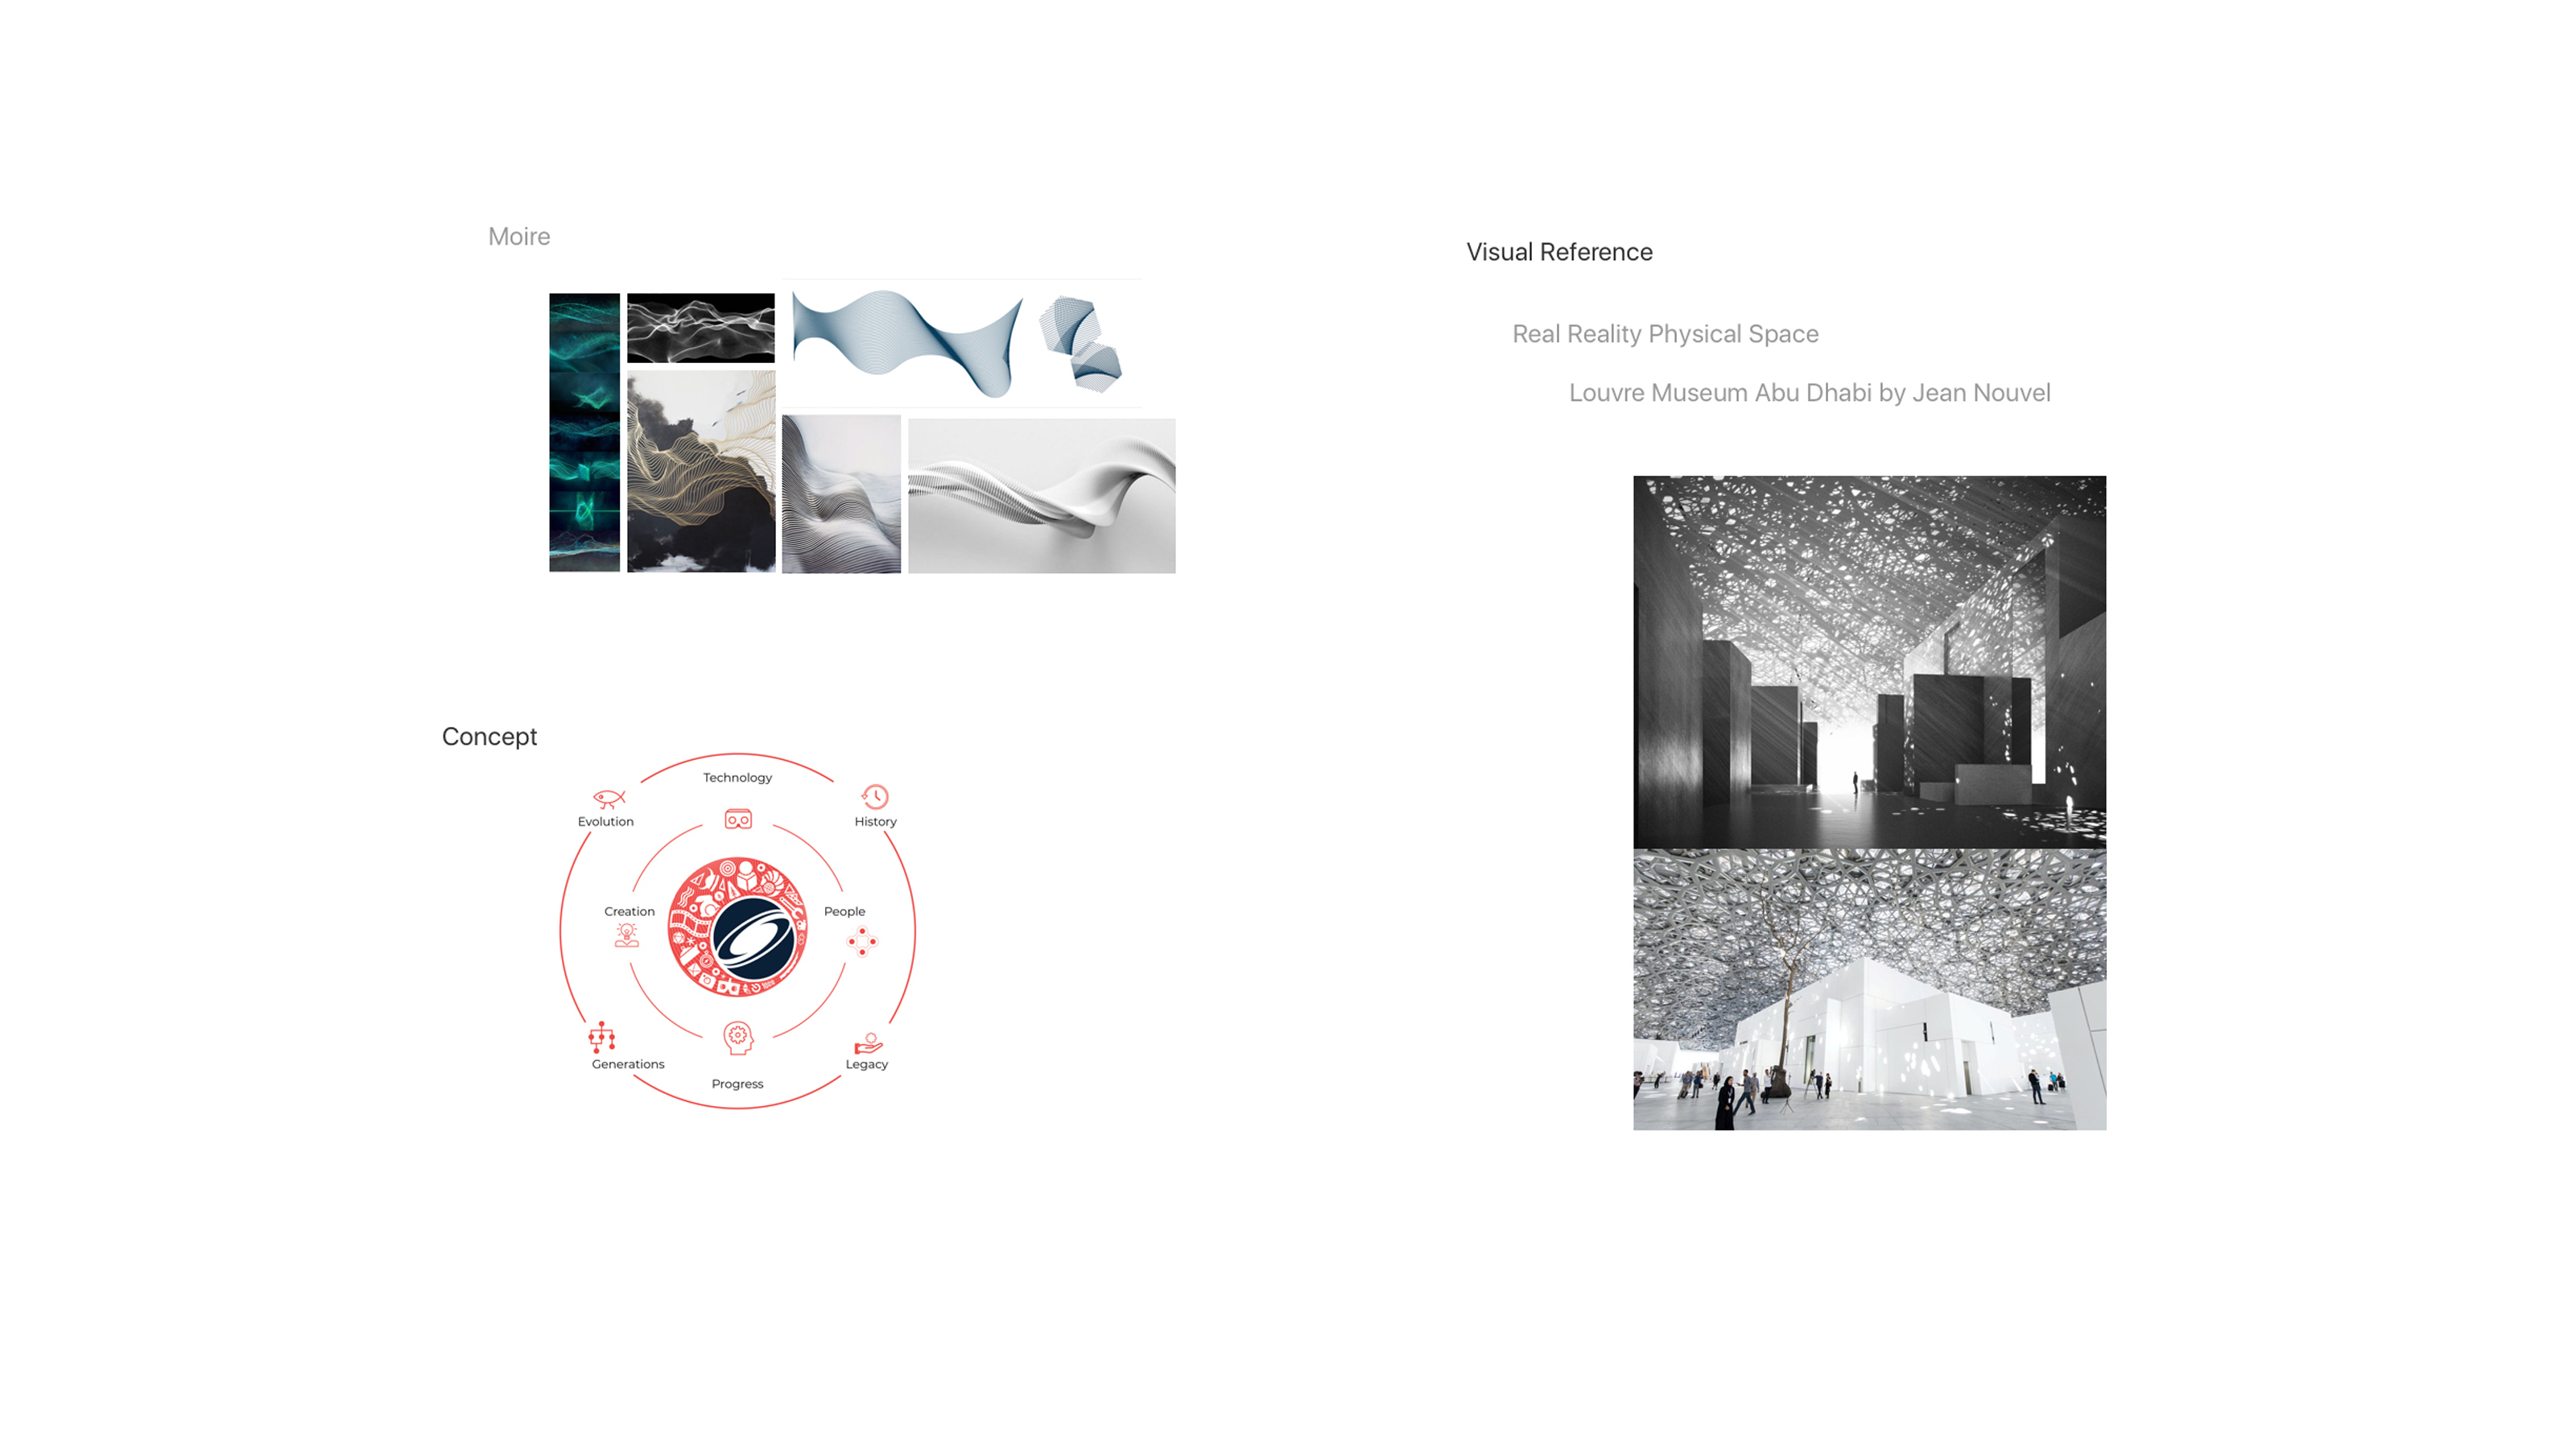 Moire
Visual Reference
Real Reality Physical Space
Louvre Museum Abu Dhabi by Jean Nouvel
Concept
Technology
Evolution
History
Creation
People
Generations
Legacy
Progress